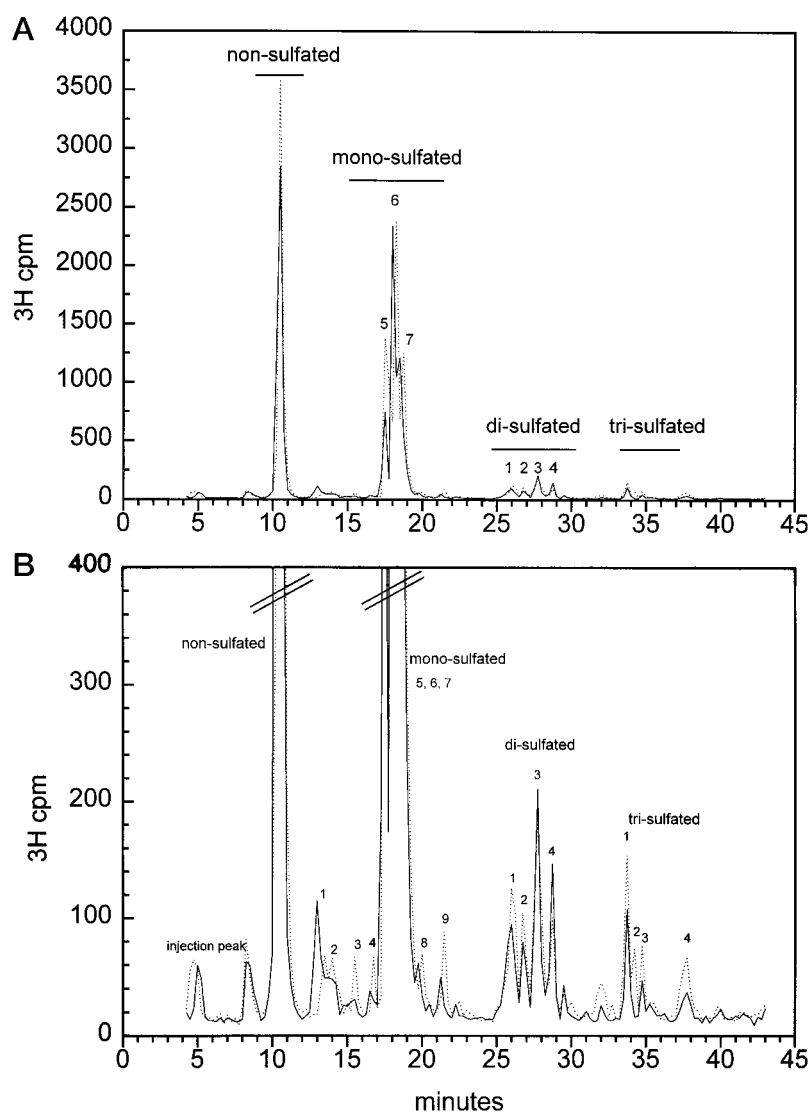 A
4000
3500
3000
2500
2000
1500
1000
500
0
3H cpm
non-sulfated
mono-sulfated
6
5
7
di-sulfated
1 2 3 4
tri-sulfated
0 5 10 15 20 25 30 35 40 45
B
400
300
200
100
0
3H cpm
non-sulfated
mono-sulfated
5, 6, 7
di-sulfated
3
tri-sulfated
1
4
1
2
1
2
3
4
9
8
2
3
4
injection peak
0 5 10 15 20 25 30 35 40 45
minutes